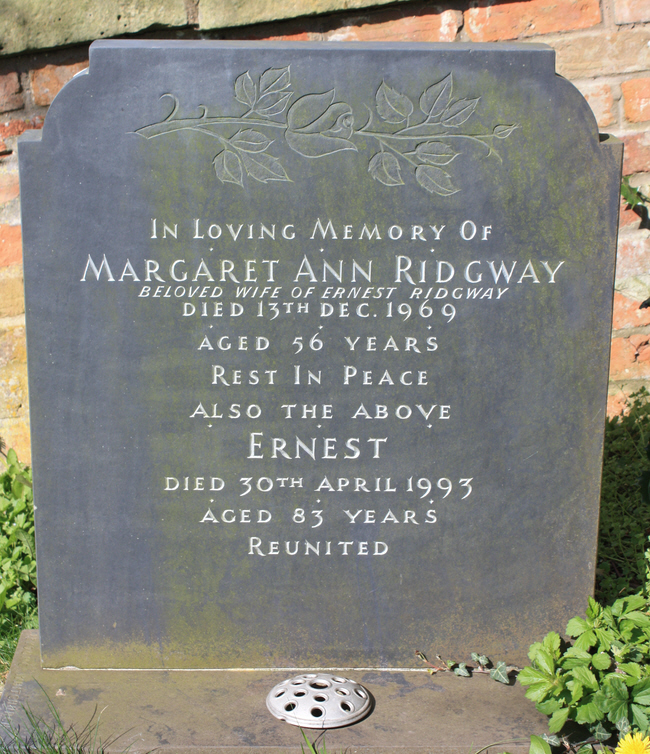 In Loving Memory Of
Margaret Ann Ridgway
BELOVED WIFE OF ERNEST RIDGWAY
DIED 13TH DEC. 1969
AGED 56 YEARS
Rest In Peace
ALSO THE ABOVE
Ernest
DIED 30TH APRIL 1993
AGED 83 YEARS
Reunited